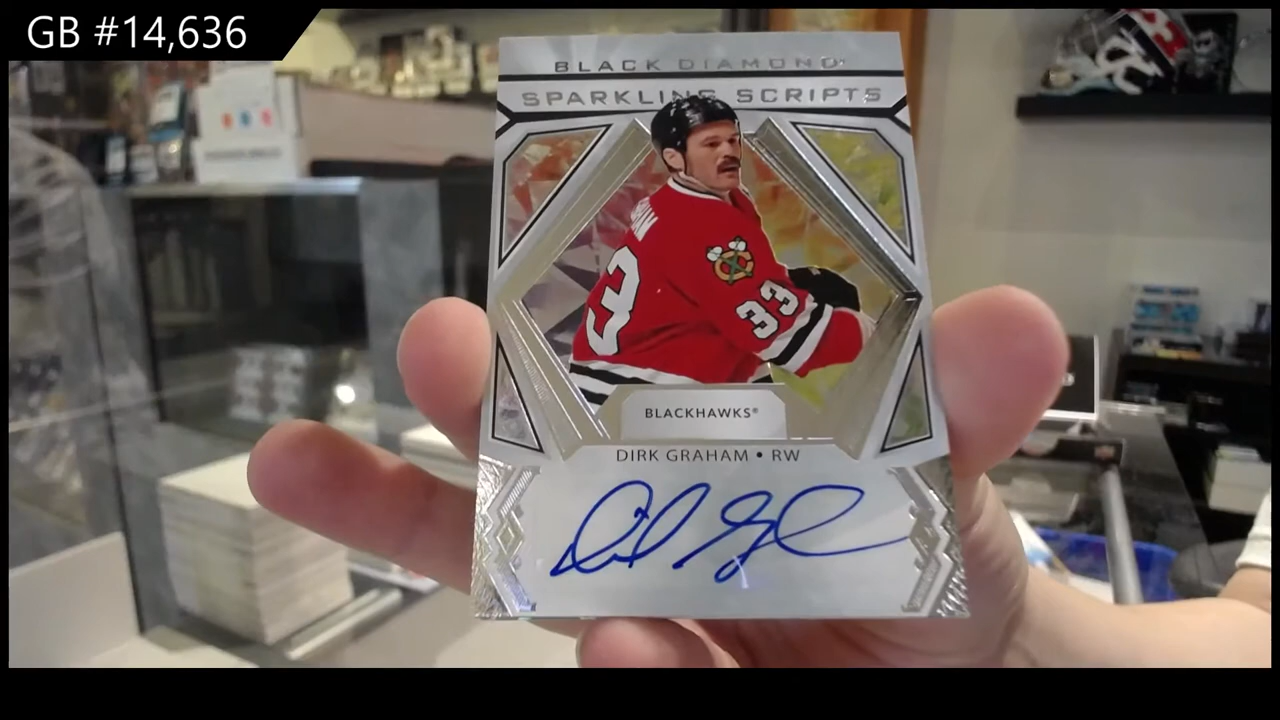 GB #14,636
BLACK DIAMOND
SPARKLING SCRIPTS
33
33
BLACKHAWKS®
DIRK GRAHAM • RW